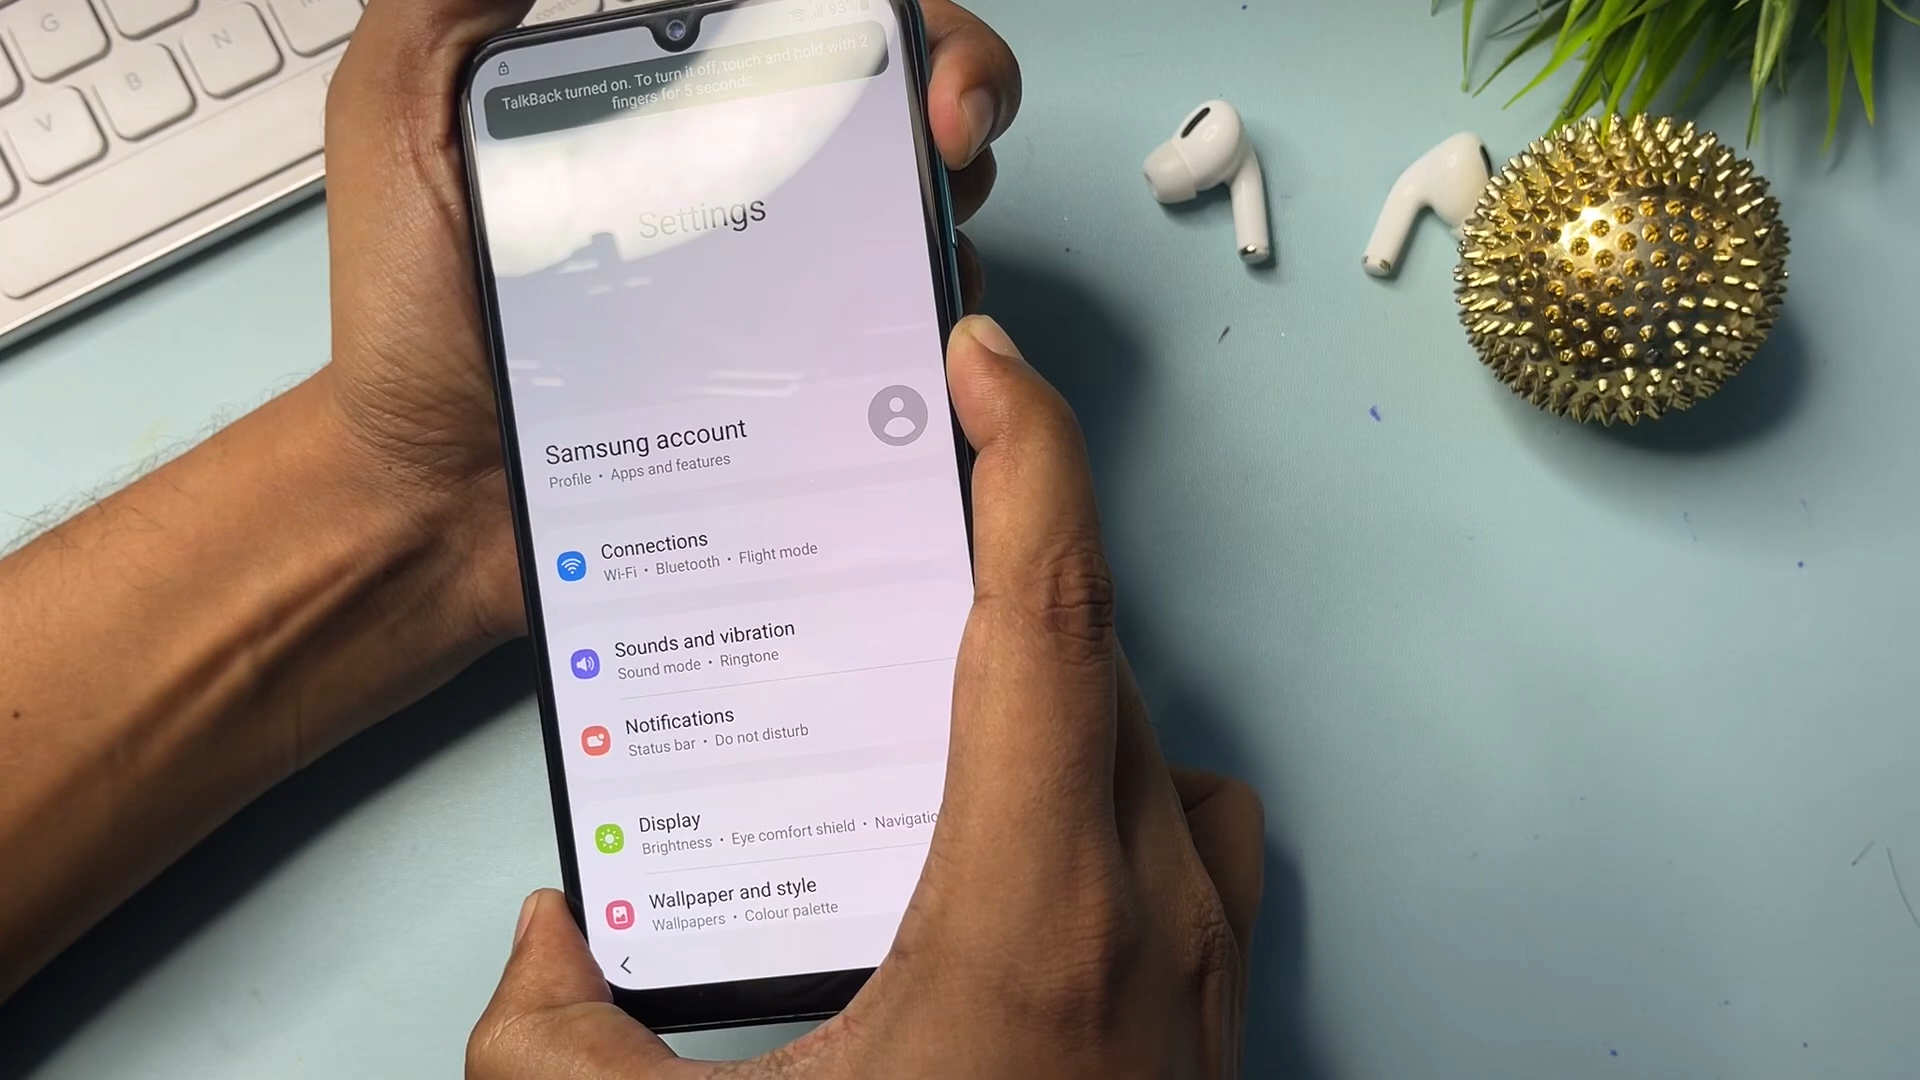 G
N
B
V
control
93%
TalkBack turned on. To turn it off, touch and hold with 2
fingers for 5 seconds
Settings
Samsung account
Profile • Apps and features
Connections
Wi-Fi • Bluetooth • Flight mode
Sounds and vibration
Sound mode • Ringtone
Notifications
Status bar • Do not disturb
Display
Brightness • Eye comfort shield • Navigatio
Wallpaper and style
Wallpapers • Colour palette